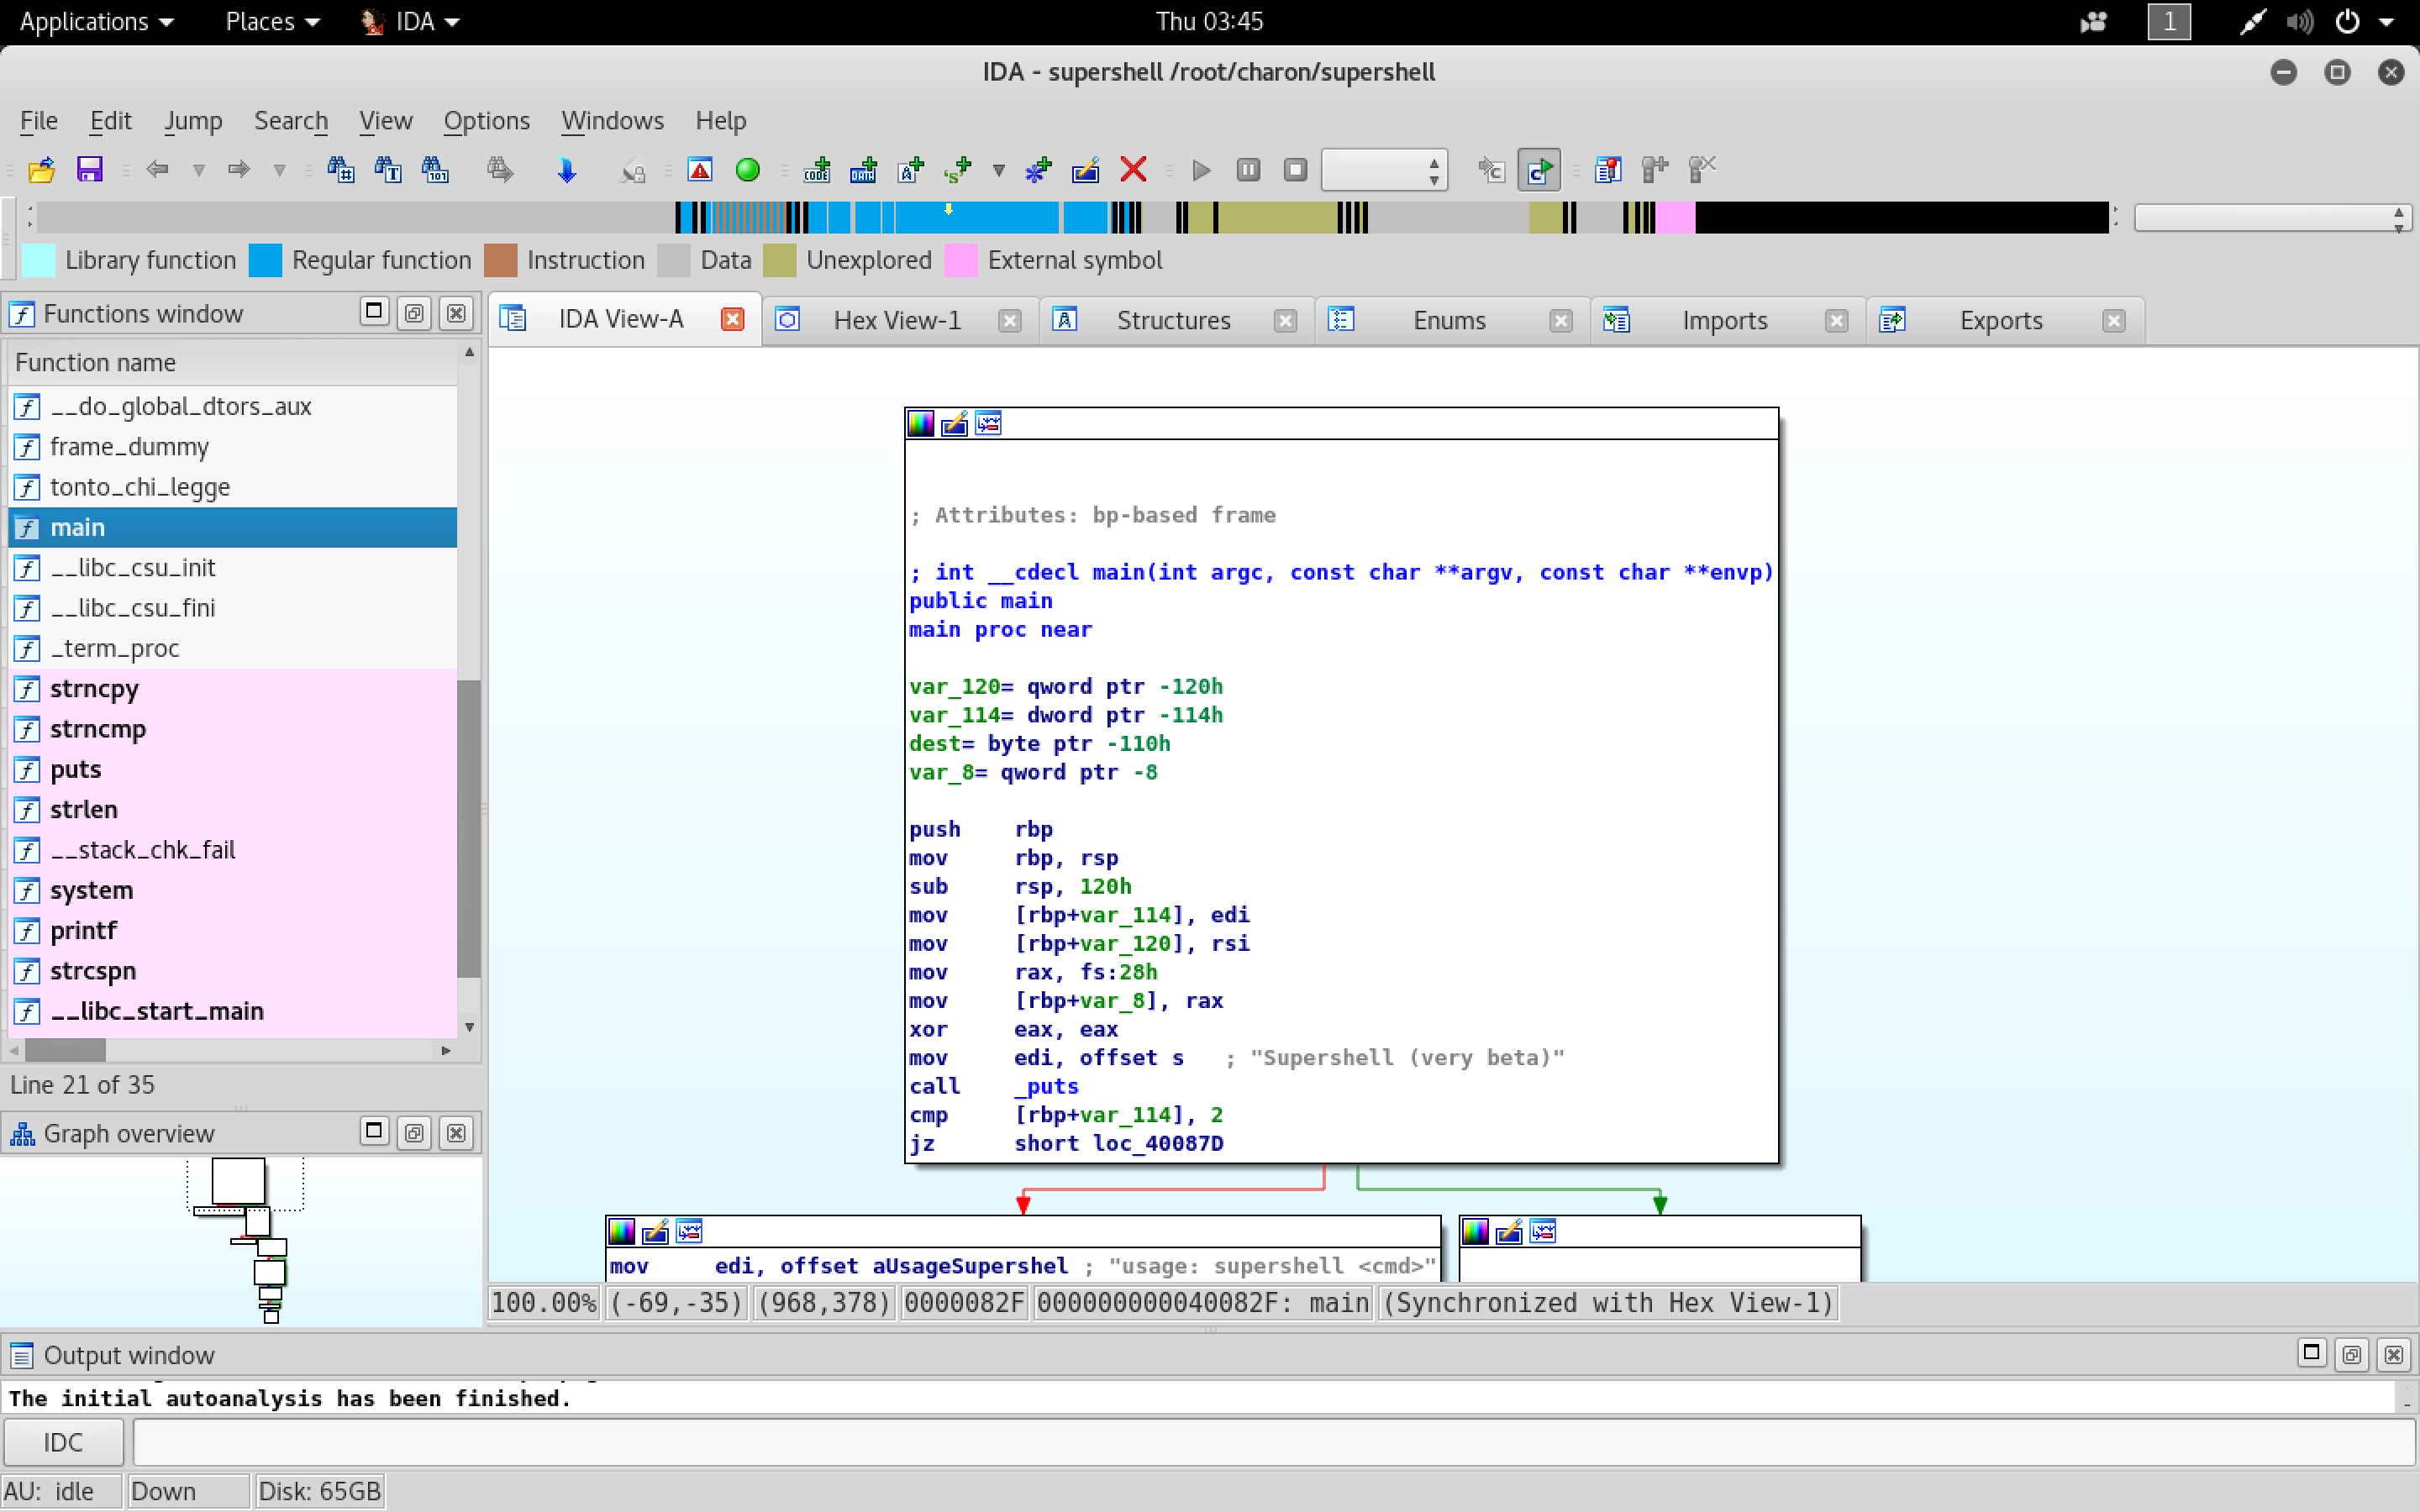 Applications Places IDA Thu 03:45 1
IDA - supershell /root/charon/supershell
File Edit Jump Search View Options Windows Help
Library function Regular function Instruction Data Unexplored External symbol
Functions window
Function name
__do_global_dtors_aux
frame_dummy
tonto_chi_legge
main
__libc_csu_init
__libc_csu_fini
_term_proc
strncpy
strncmp
puts
strlen
__stack_chk_fail
system
printf
strcspn
__libc_start_main
Line 21 of 35
Graph overview
IDA View-A Hex View-1 Structures Enums Imports Exports
; Attributes: bp-based frame
; int __cdecl main(int argc, const char **argv, const char **envp)
public main
main proc near
var_120= qword ptr -120h
var_114= dword ptr -114h
dest= byte ptr -110h
var_8= qword ptr -8
push rbp
mov rbp, rsp
sub rsp, 120h
mov [rbp+var_114], edi
mov [rbp+var_120], rsi
mov rax, fs:28h
mov [rbp+var_8], rax
xor eax, eax
mov edi, offset s ; "Supershell (very beta)"
call _puts
cmp [rbp+var_114], 2
jz short loc_40087D
mov edi, offset aUsageSupershel ; "usage: supershell <cmd>"
100.00% (-69,-35) (968,378) 0000082F 000000000040082F: main (Synchronized with Hex View-1)
Output window
The initial autoanalysis has been finished.
IDC
AU: idle Down Disk: 65GB